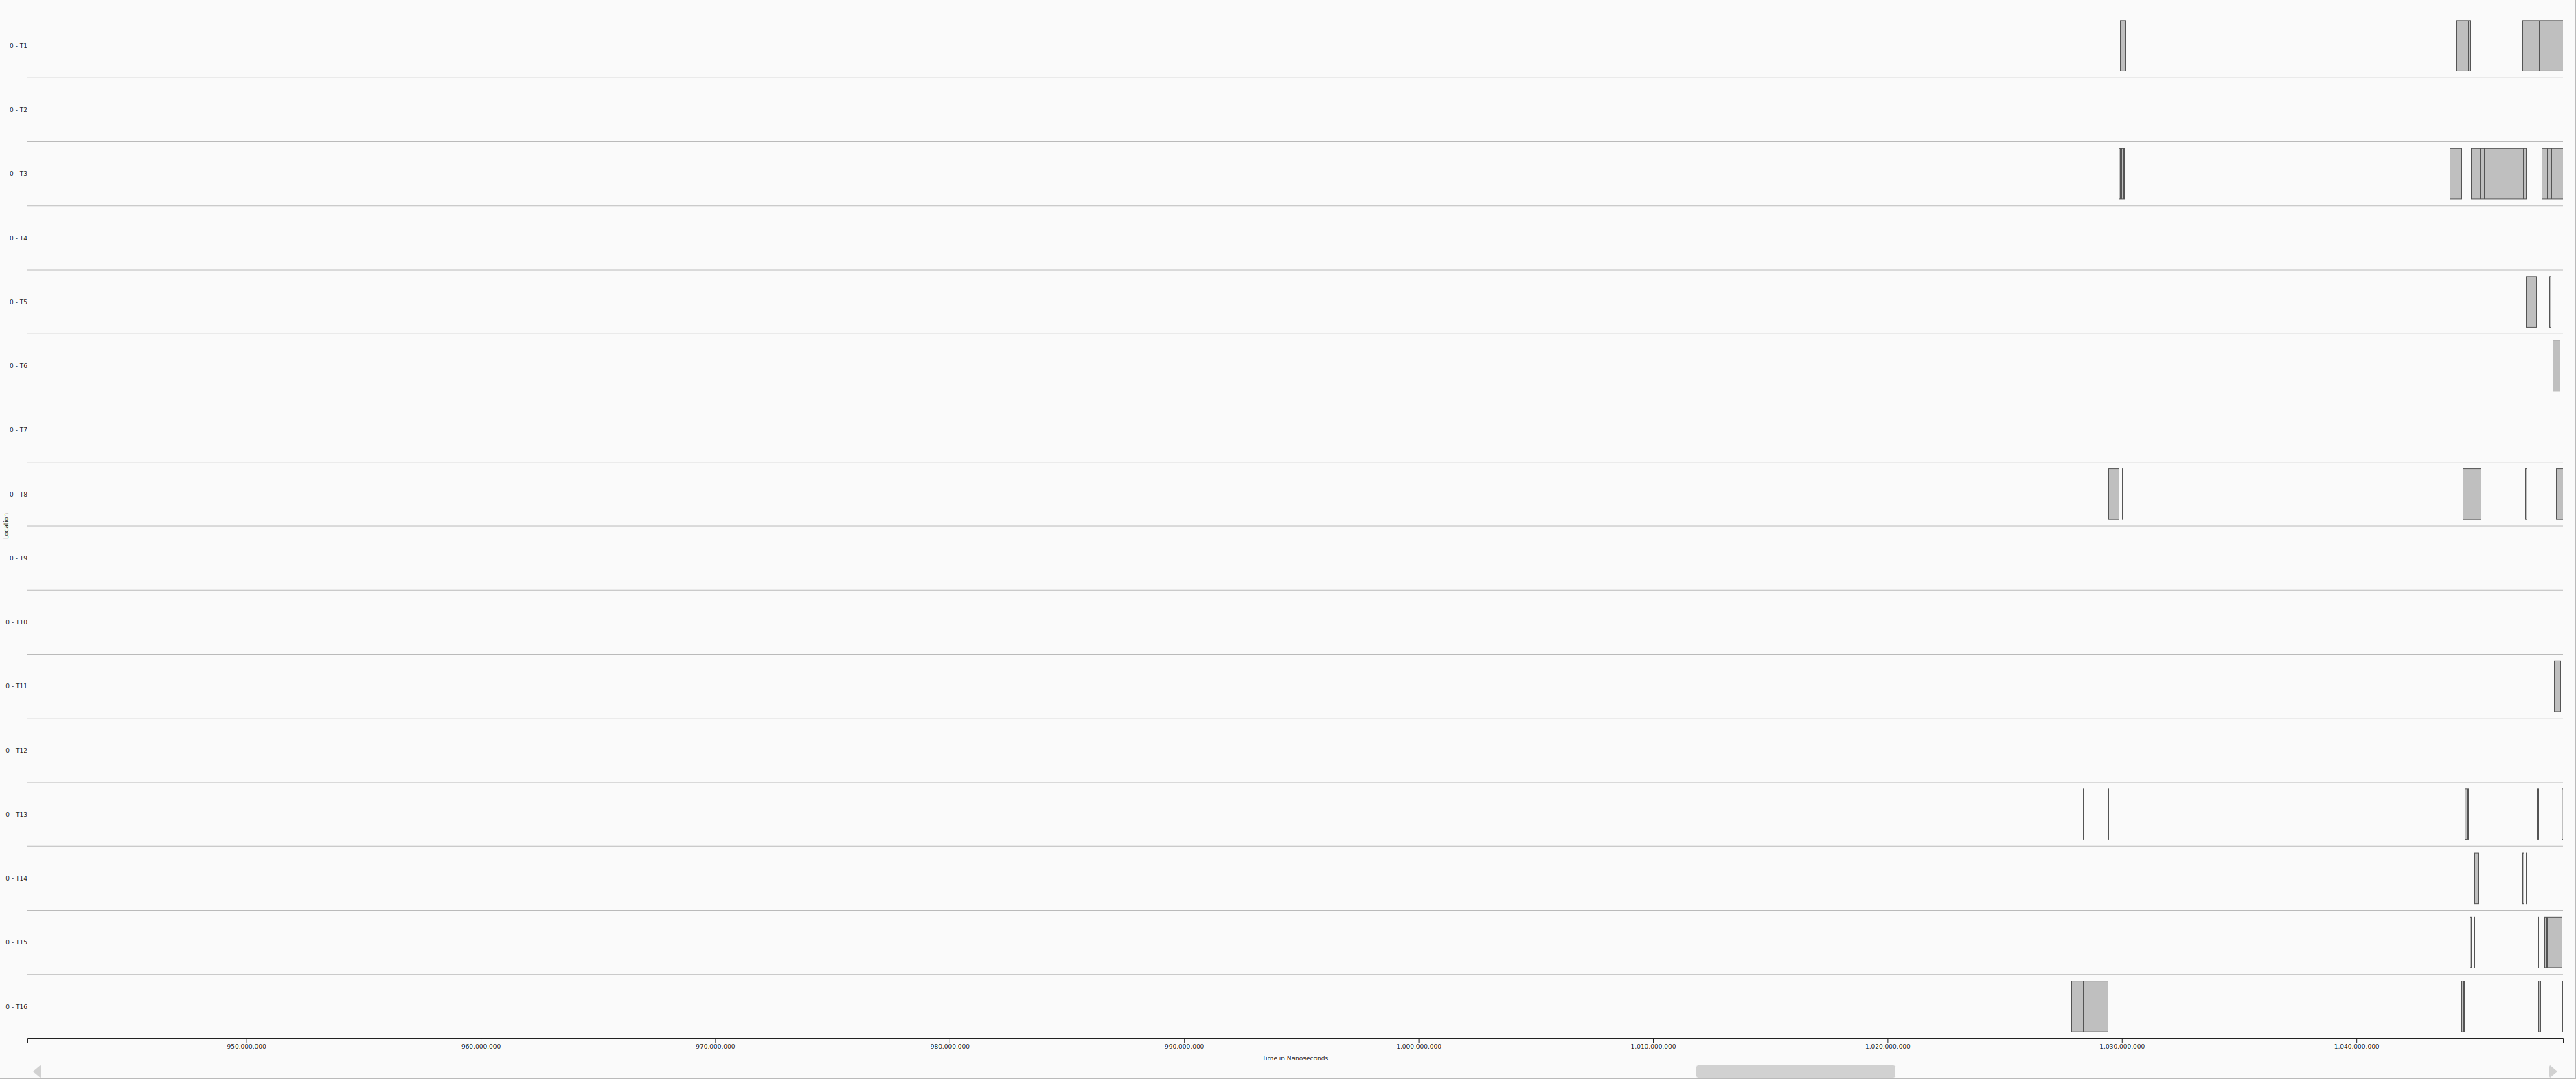 0 - T1
0 - T2
0 - T3
0 - T4
0 - T5
0 - T6
0 - T7
0 - T8
Location
0 - T9
0 - T10
0 - T11
0 - T12
0 - T13
0 - T14
0 - T15
0 - T16
950,000,000 960,000,000 970,000,000 980,000,000 990,000,000 1,000,000,000 1,010,000,000 1,020,000,000 1,030,000,000 1,040,000,000
Time in Nanoseconds